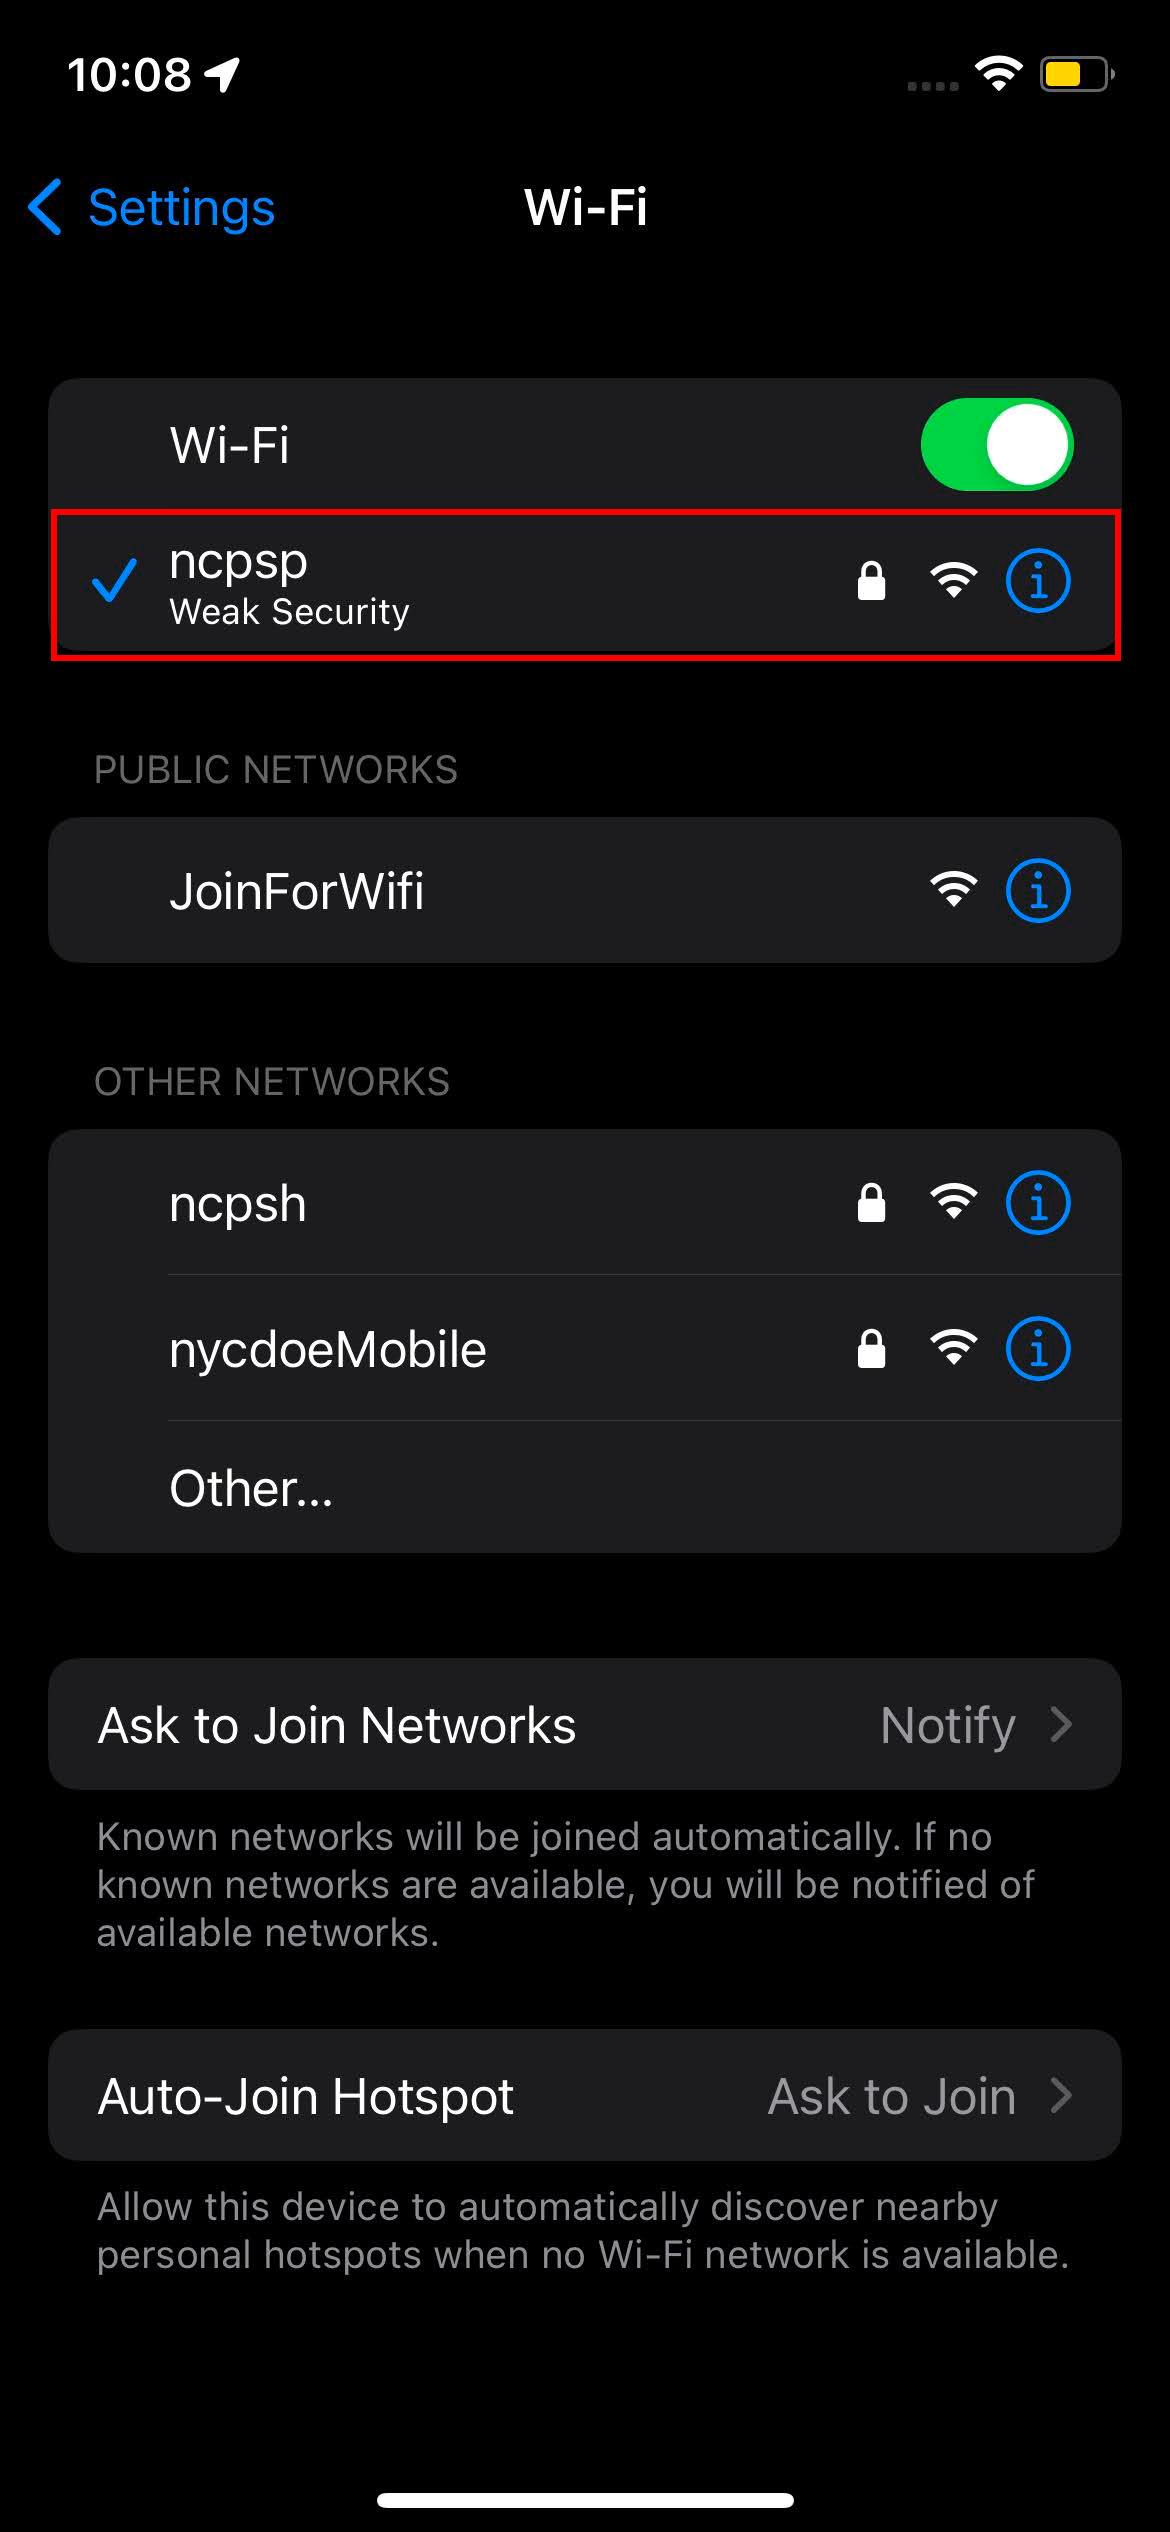 10:08
Settings
Wi-Fi
Wi-Fi
ncpsp
Weak Security
PUBLIC NETWORKS
JoinForWifi
OTHER NETWORKS
ncpsh
nycdoeMobile
Other...
Ask to Join Networks Notify
Known networks will be joined automatically. If no
known networks are available, you will be notified of
available networks.
Auto-Join Hotspot Ask to Join
Allow this device to automatically discover nearby
personal hotspots when no Wi-Fi network is available.